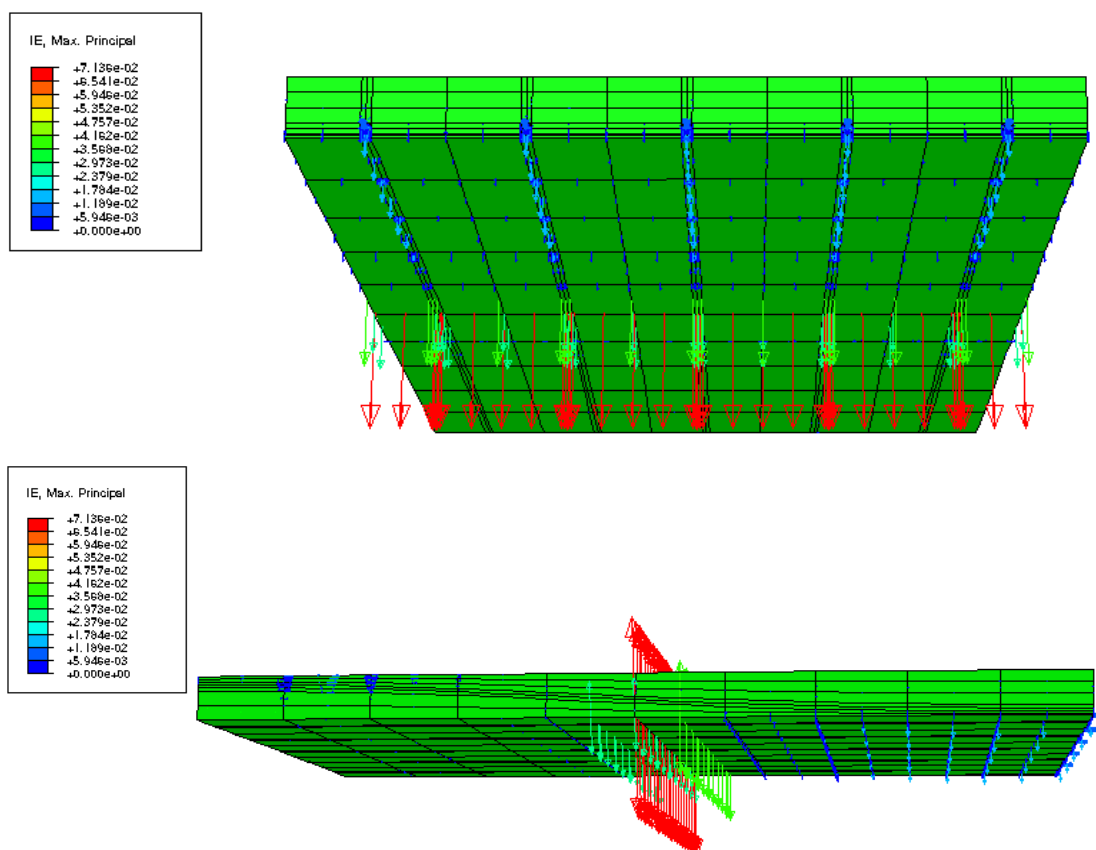 IE, Max. Principal
+7.136e-02
+6.541e-02
+5.946e-02
+5.352e-02
+4.757e-02
+4.162e-02
+3.568e-02
+2.973e-02
+2.379e-02
+1.784e-02
+1.189e-02
+5.946e-03
+0.000e+00
IE, Max. Principal
+7.136e-02
+6.541e-02
+5.946e-02
+5.352e-02
+4.757e-02
+4.162e-02
+3.568e-02
+2.973e-02
+2.379e-02
+1.784e-02
+1.189e-02
+5.946e-03
+0.000e+00